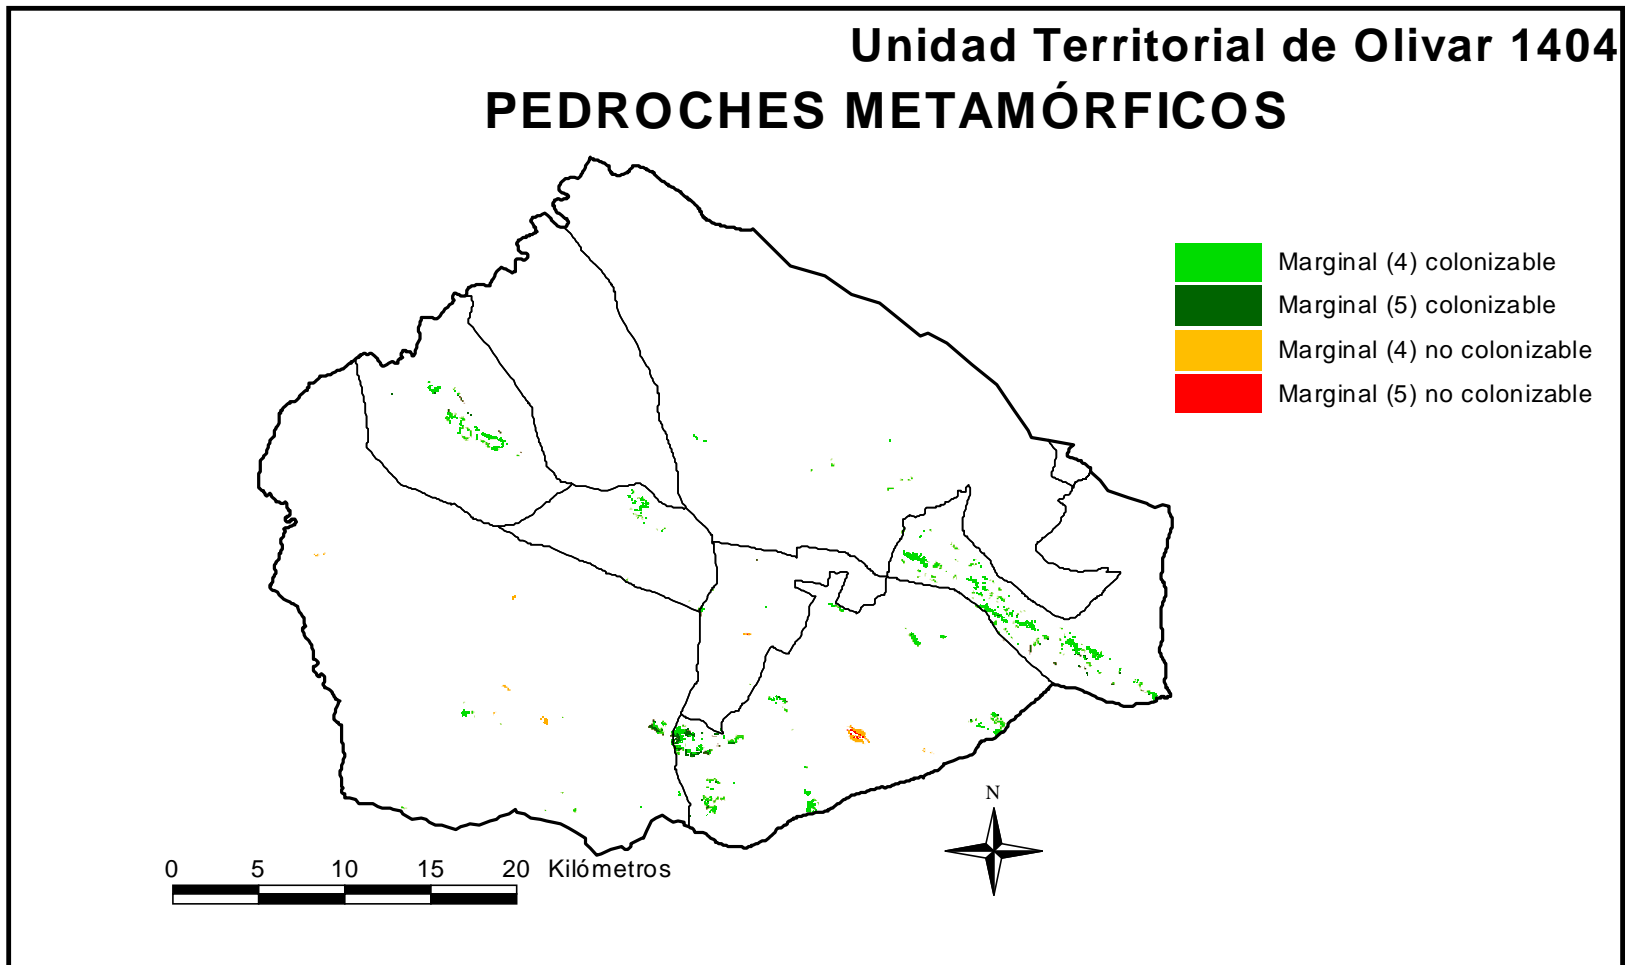 Unidad Territorial de Olivar 1404
PEDROCHES METAMÓRFICOS
Marginal (4) colonizable
Marginal (5) colonizable
Marginal (4) no colonizable
Marginal (5) no colonizable
N
0 5 10 15 20 Kilómetros